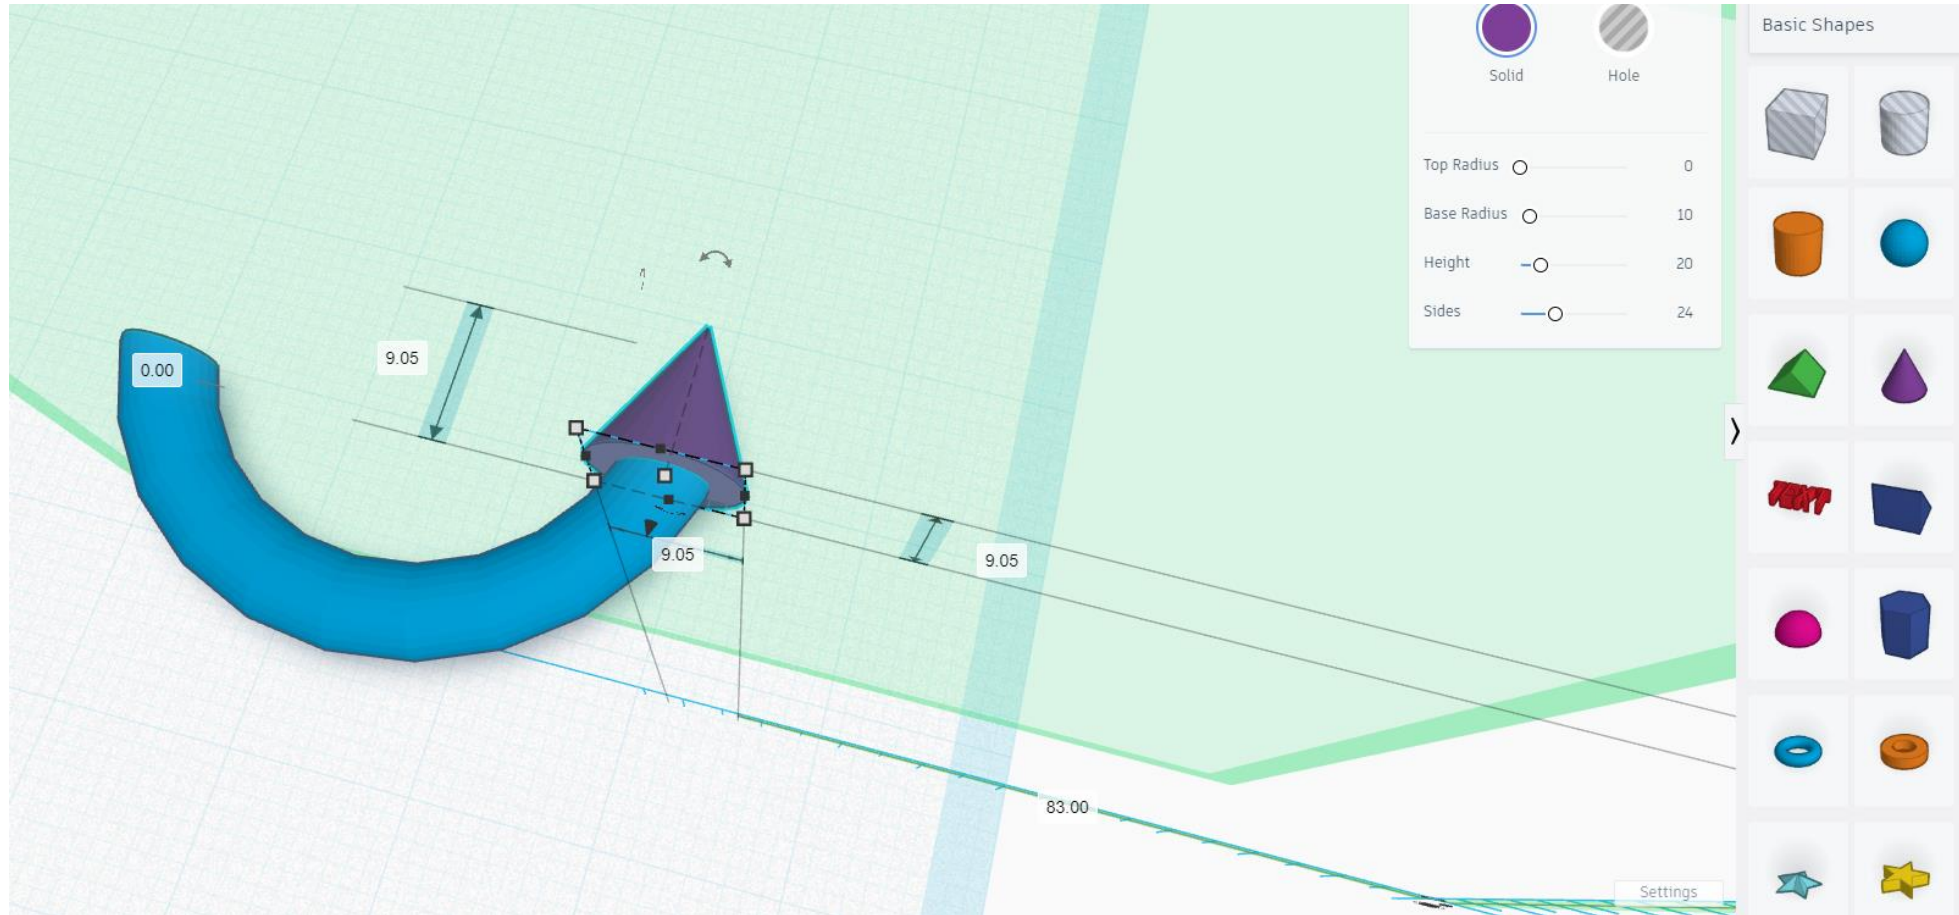 Basic Shapes
Solid
Hole
Top Radius 0
Base Radius 10
Height 20
Sides 24
0.00
9.05
9.05
9.05
TEXT
83.00
Settings